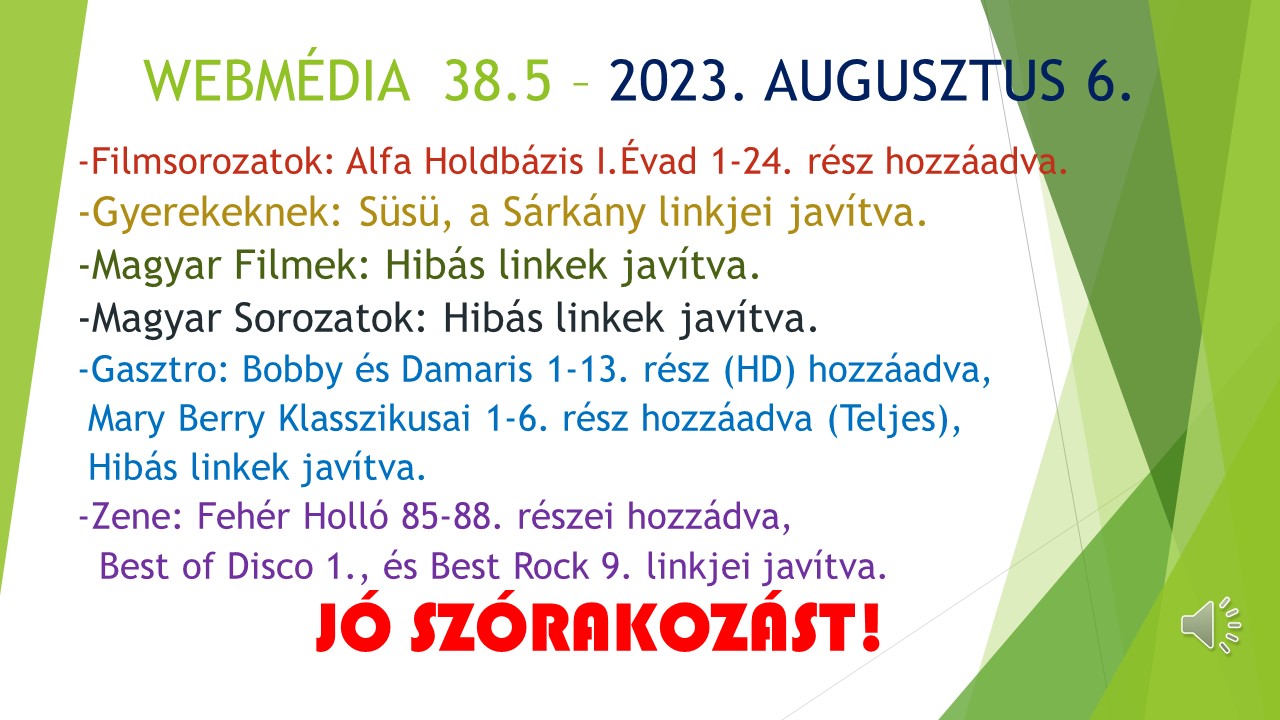 WEBMÉDIA 38.5 – 2023. AUGUSZTUS 6.
-Filmsorozatok: Alfa Holdbázis I.Évad 1-24. rész hozzáadva.
-Gyerekeknek: Süsü, a Sárkány linkjei javítva.
-Magyar Filmek: Hibás linkek javítva.
-Magyar Sorozatok: Hibás linkek javítva.
-Gasztro: Bobby és Damaris 1-13. rész (HD) hozzáadva,
Mary Berry Klasszikusai 1-6. rész hozzáadva (Teljes),
Hibás linkek javítva.
-Zene: Fehér Holló 85-88. részei hozzádva,
Best of Disco 1., és Best Rock 9. linkjei javítva.
JÓ SZÓRAKOZÁST!